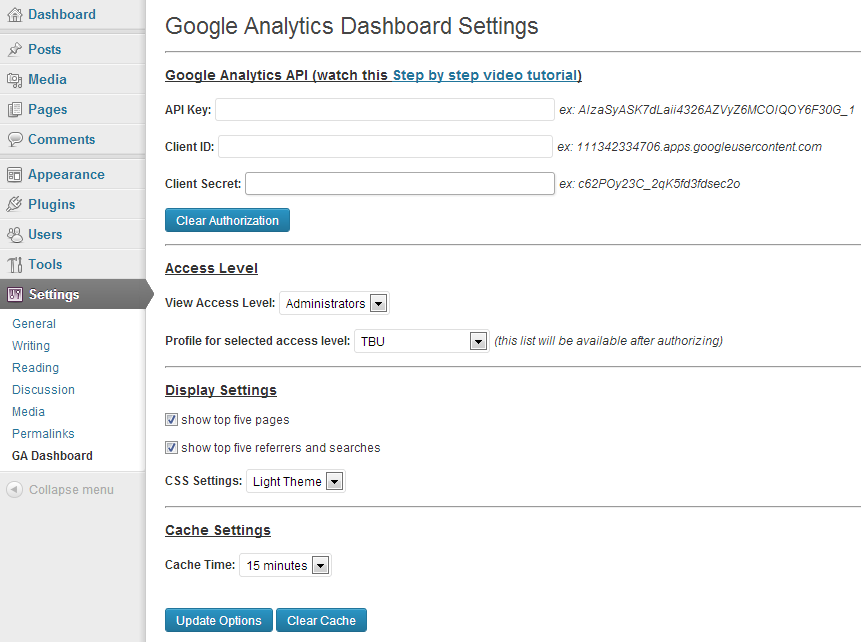 Dashboard
Posts
Media
Pages
Comments
Appearance
Plugins
Users
Tools
Settings
General
Writing
Reading
Discussion
Media
Permalinks
GA Dashboard
Collapse menu
Google Analytics Dashboard Settings
Google Analytics API (watch this Step by step video tutorial)
API Key: ex: AIzaSyASK7dLaii4326AZVyZ6MCOIQOY6F30G_1
Client ID: ex: 111342334706.apps.googleusercontent.com
Client Secret: ex: c62POy23C_2qK5fd3fdsec2o
Clear Authorization
Access Level
View Access Level: Administrators
Profile for selected access level: TBU (this list will be available after authorizing)
Display Settings
show top five pages
show top five referrers and searches
CSS Settings: Light Theme
Cache Settings
Cache Time: 15 minutes
Update Options Clear Cache